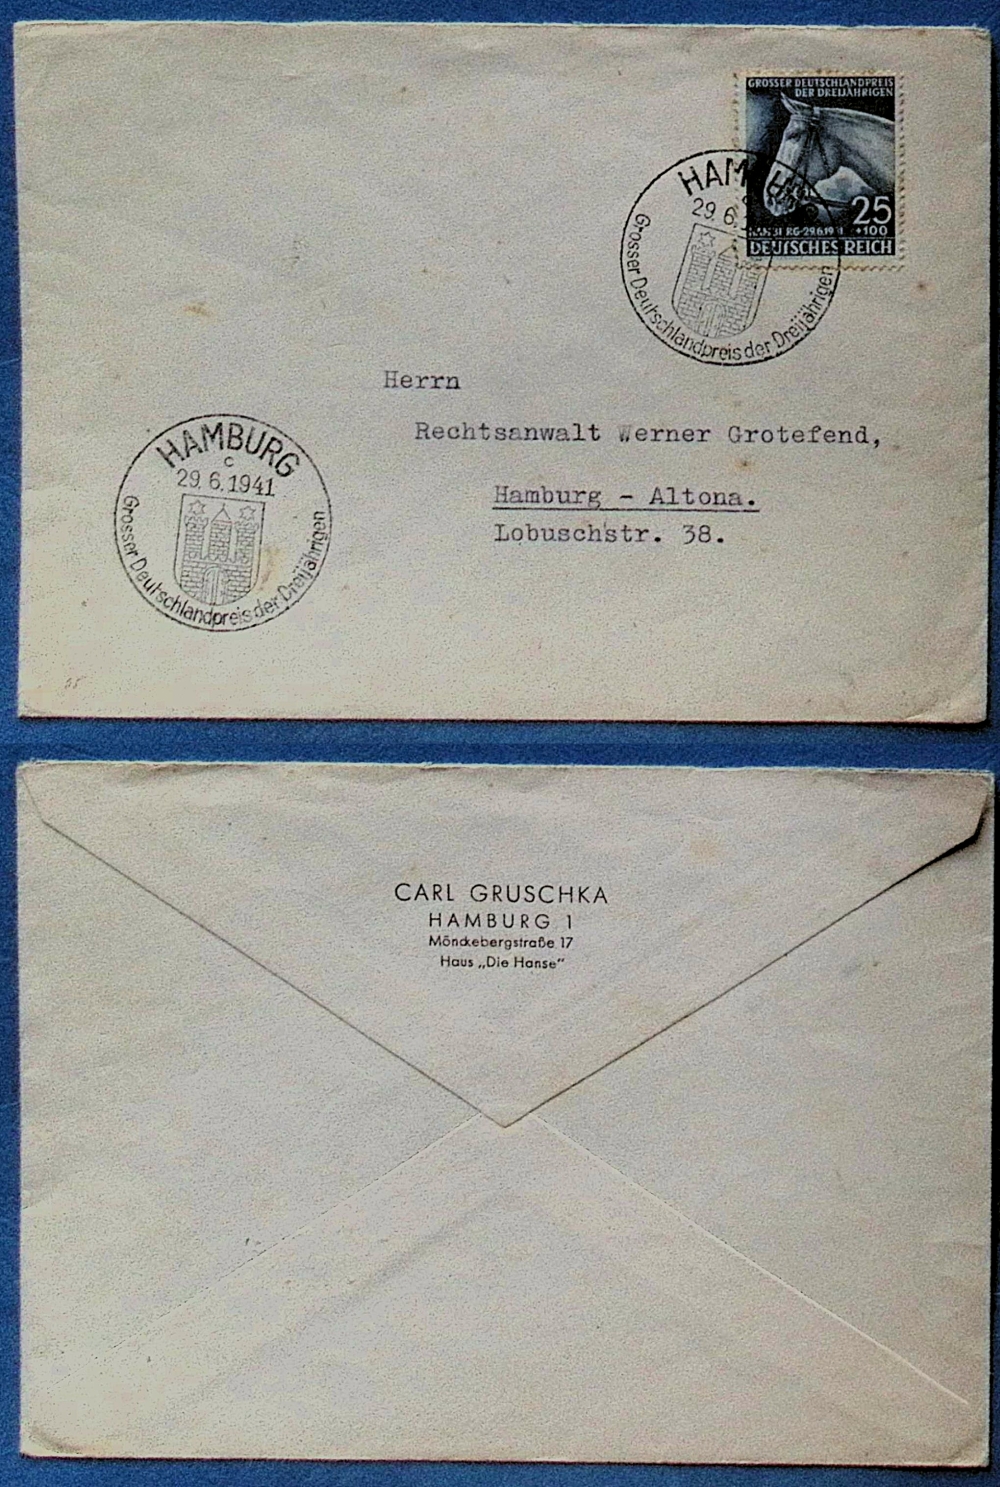 GROSSER DEUTSCHLANDPREIS
DER DREIJÄHRIGEN
25
+100
DEUTSCHES REICH
29.6.
Grosser Deutschlandpreis der Dreijährigen
Herrn
Rechtsanwalt Werner Grotefend,
Hamburg - Altona.
Lobuschstr. 38.
HAMBURG
c
29.6.1941
Grosser Deutschlandpreis der Dreijährigen
CARL GRUSCHKA
HAMBURG 1
Mönckebergstraße 17
Haus „Die Hanse“